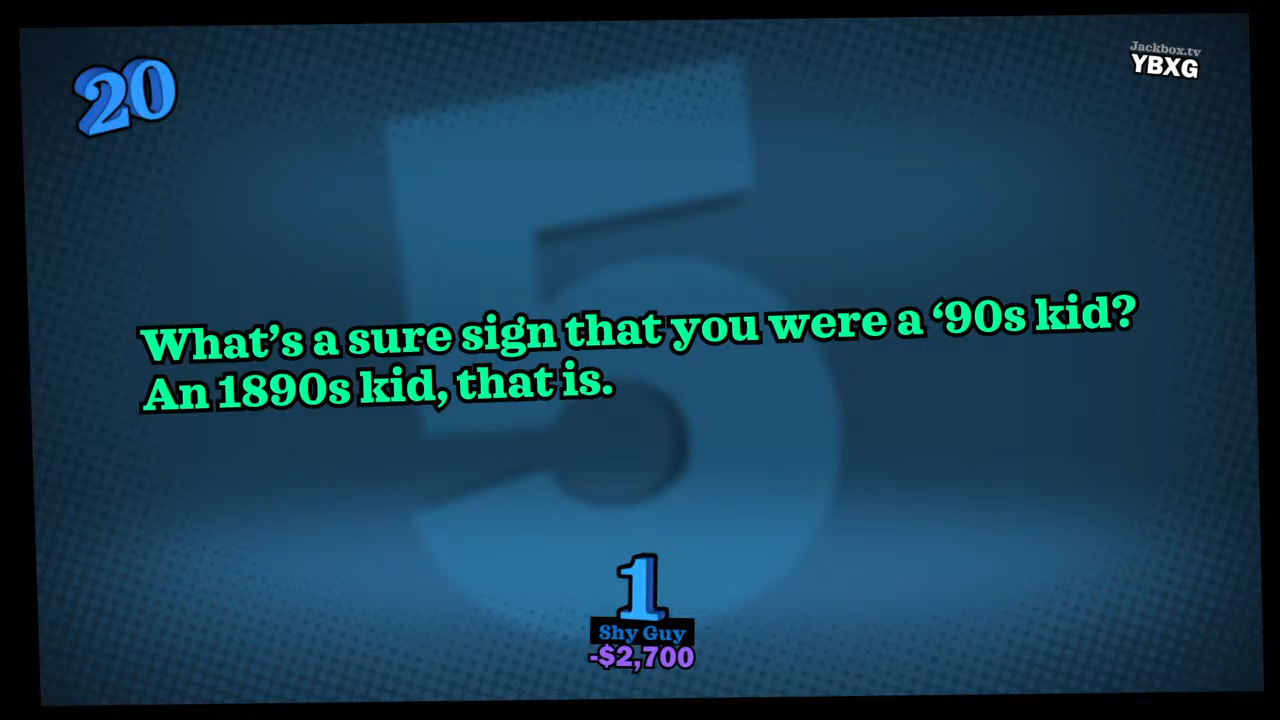 20
Jackbox.tv
YBXG
What's a sure sign that you were a ‘90s kid?
An 1890s kid, that is.
5
1
Shy Guy
-$2,700